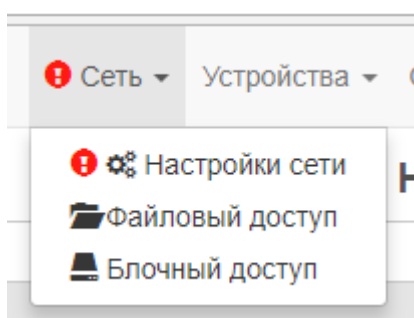 Сеть Устройства
Настройки сети
Файловый доступ
Блочный доступ